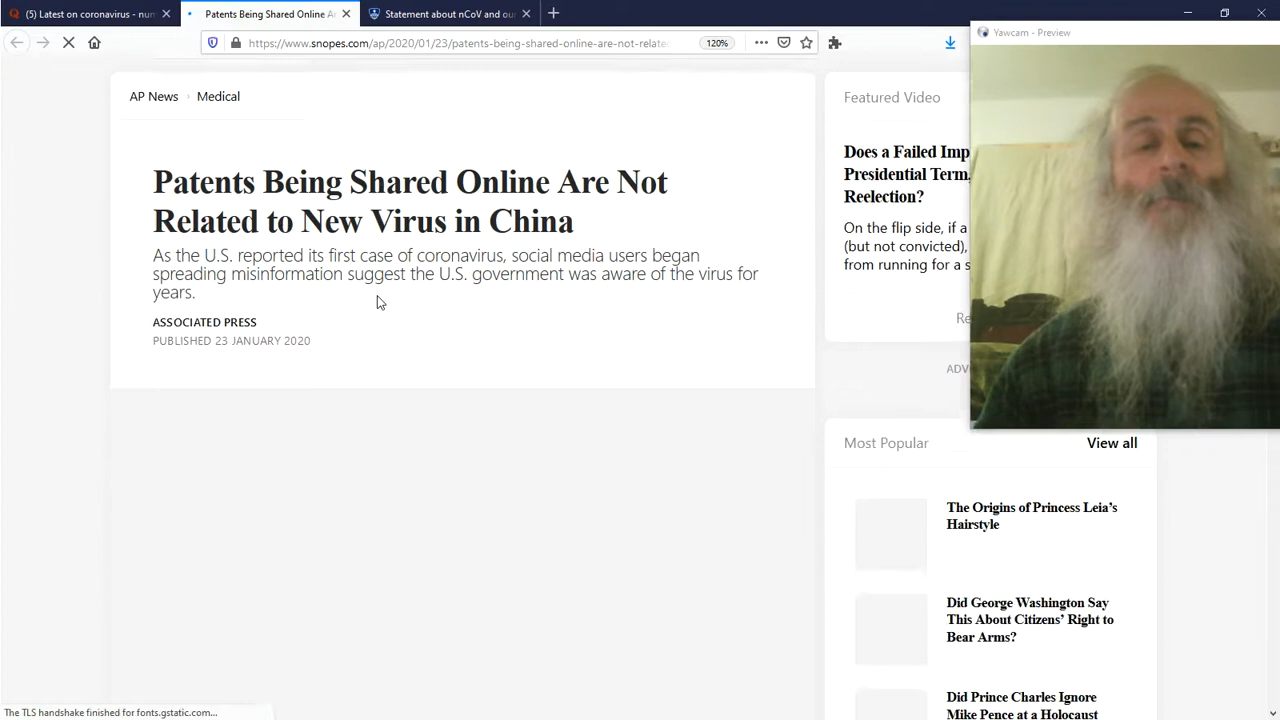 (5) Latest on coronavirus - nun
Patents Being Shared Online Ar
Statement about nCoV and our
https://www.snopes.com/ap/2020/01/23/patents-being-shared-online-are-not-relate
120%
Yawcam - Preview
AP News › Medical
Patents Being Shared Online Are Not
Related to New Virus in China
As the U.S. reported its first case of coronavirus, social media users began
spreading misinformation suggest the U.S. government was aware of the virus for
years.
ASSOCIATED PRESS
PUBLISHED 23 JANUARY 2020
Featured Video
Does a Failed Imp
Presidential Term,
Reelection?
On the flip side, if a
(but not convicted),
from running for a s
Re
ADV
Most Popular
View all
The Origins of Princess Leia's
Hairstyle
Did George Washington Say
This About Citizens' Right to
Bear Arms?
Did Prince Charles Ignore
Mike Pence at a Holocaust
The TLS handshake finished for fonts.gstatic.com...